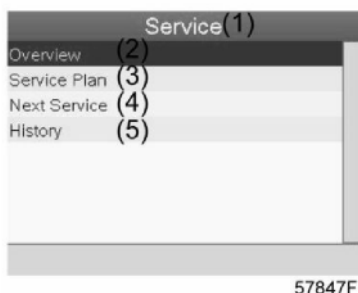 Service(1)
Overview (2)
Service Plan (3)
Next Service (4)
History (5)
57847F